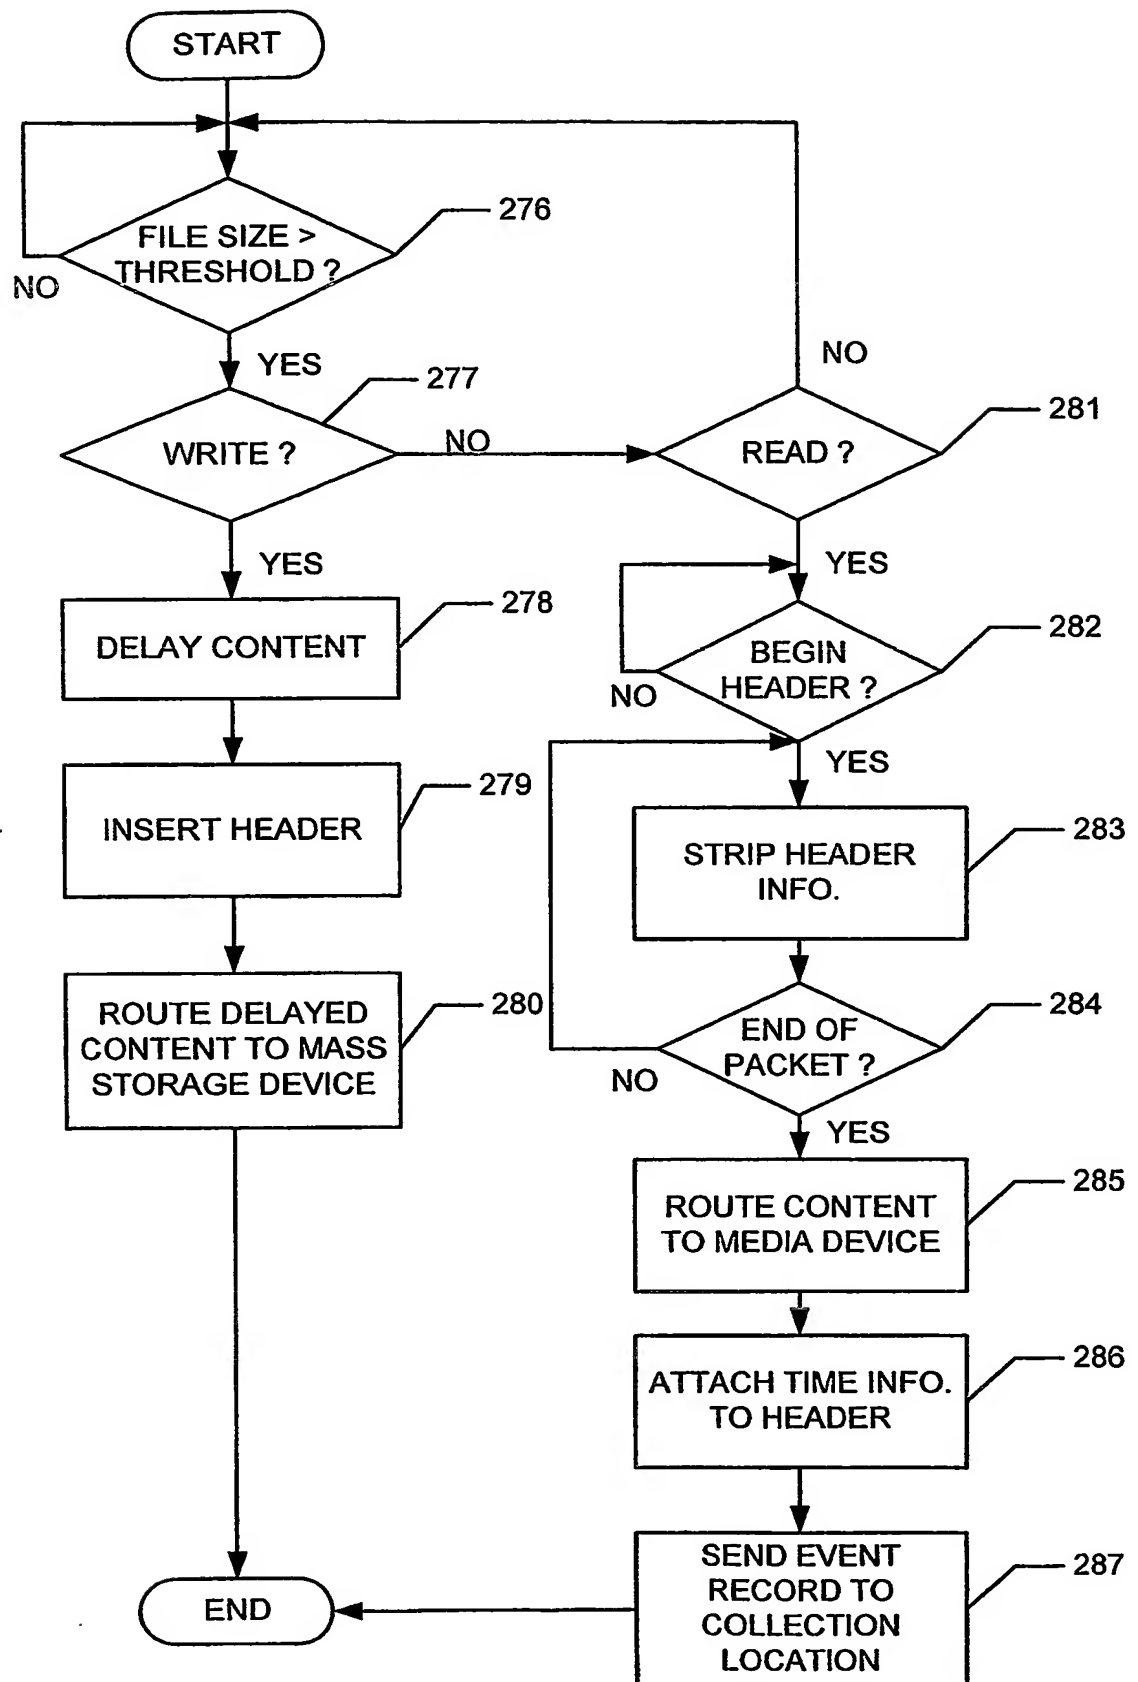 START
FILE SIZE >
THRESHOLD ?
276
NO
YES
WRITE ?
277
NO
YES
DELAY CONTENT
278
INSERT HEADER
279
ROUTE DELAYED
CONTENT TO MASS
STORAGE DEVICE
280
END
NO
READ ?
281
YES
BEGIN
HEADER ?
282
NO
YES
STRIP HEADER
INFO.
283
END OF
PACKET ?
284
NO
YES
ROUTE CONTENT
TO MEDIA DEVICE
285
ATTACH TIME INFO.
TO HEADER
286
SEND EVENT
RECORD TO
COLLECTION
LOCATION
287